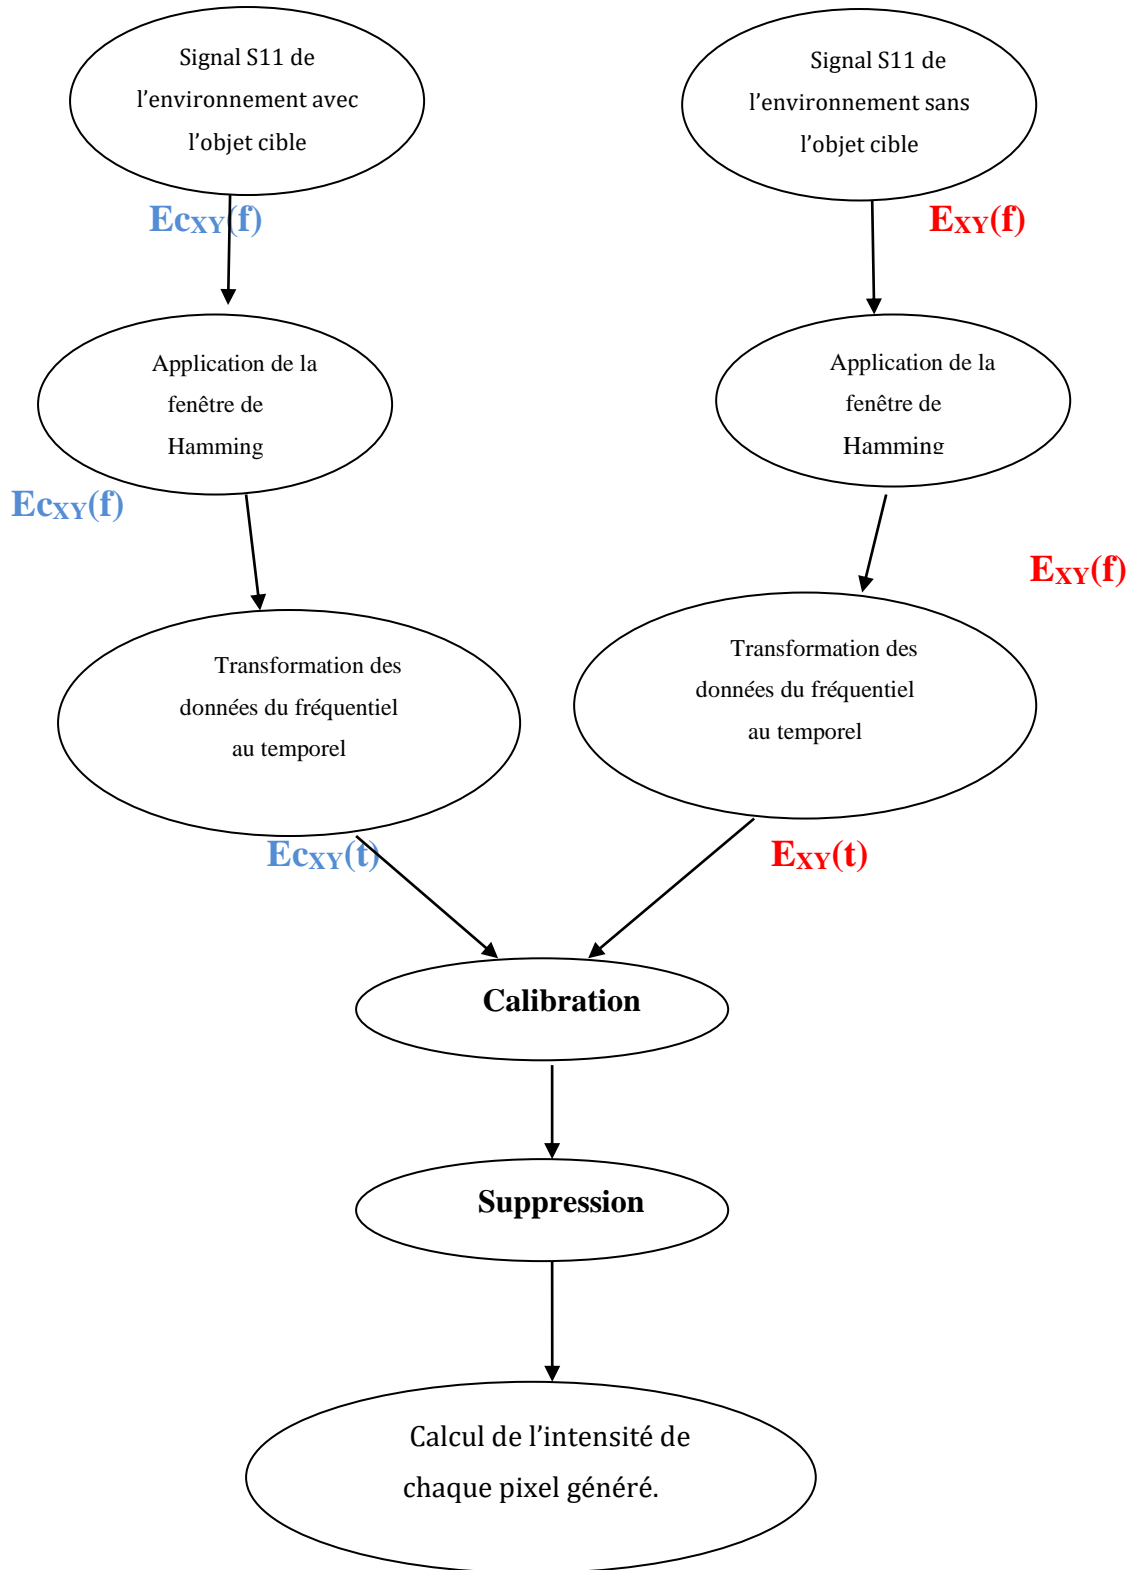 Signal S11 de
l’environnement avec
l’objet cible
Signal S11 de
l’environnement sans
l’objet cible
EcXY(f)
EXY(f)
Application de la
fenêtre de
Hamming
Application de la
fenêtre de
Hamming
EcXY(f)
EXY(f)
Transformation des
données du fréquentiel
au temporel
Transformation des
données du fréquentiel
au temporel
EcXY(t)
EXY(t)
Calibration
Suppression
Calcul de l’intensité de
chaque pixel généré.